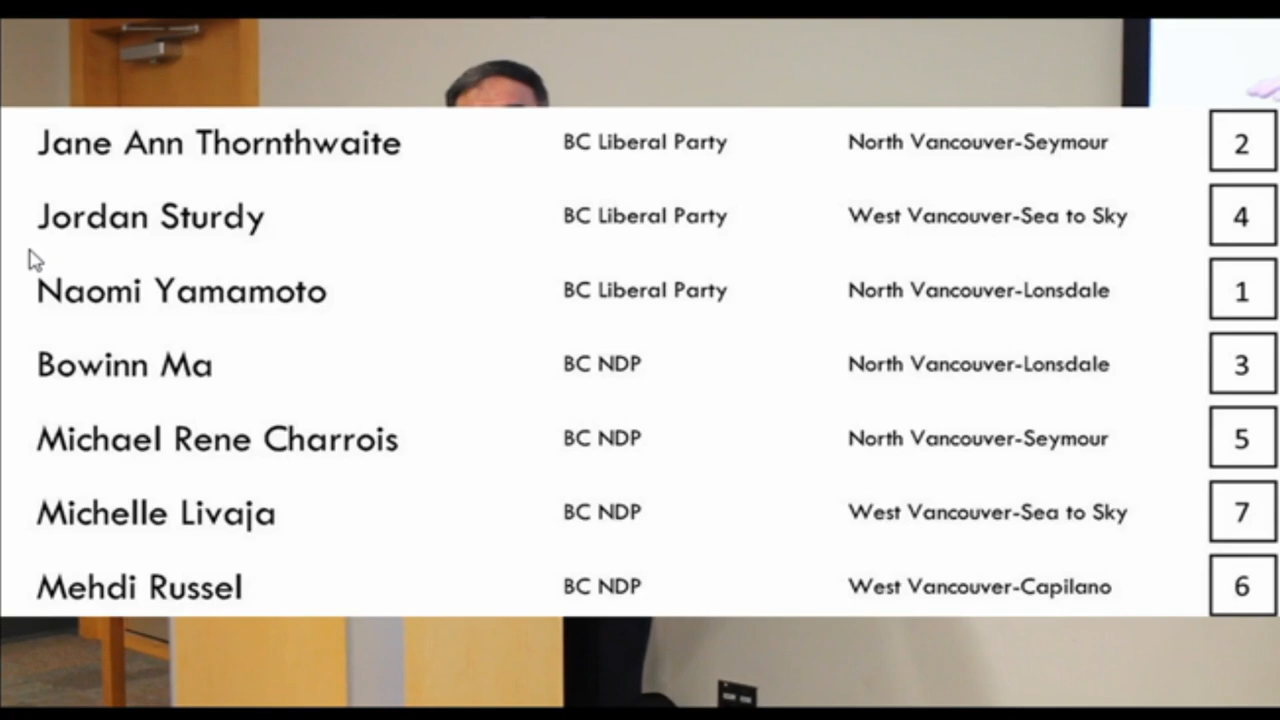 Jane Ann Thornthwaite BC Liberal Party North Vancouver-Seymour 2
Jordan Sturdy BC Liberal Party West Vancouver-Sea to Sky 4
Naomi Yamamoto BC Liberal Party North Vancouver-Lonsdale 1
Bowinn Ma BC NDP North Vancouver-Lonsdale 3
Michael Rene Charrois BC NDP North Vancouver-Seymour 5
Michelle Livaja BC NDP West Vancouver-Sea to Sky 7
Mehdi Russel BC NDP West Vancouver-Capilano 6